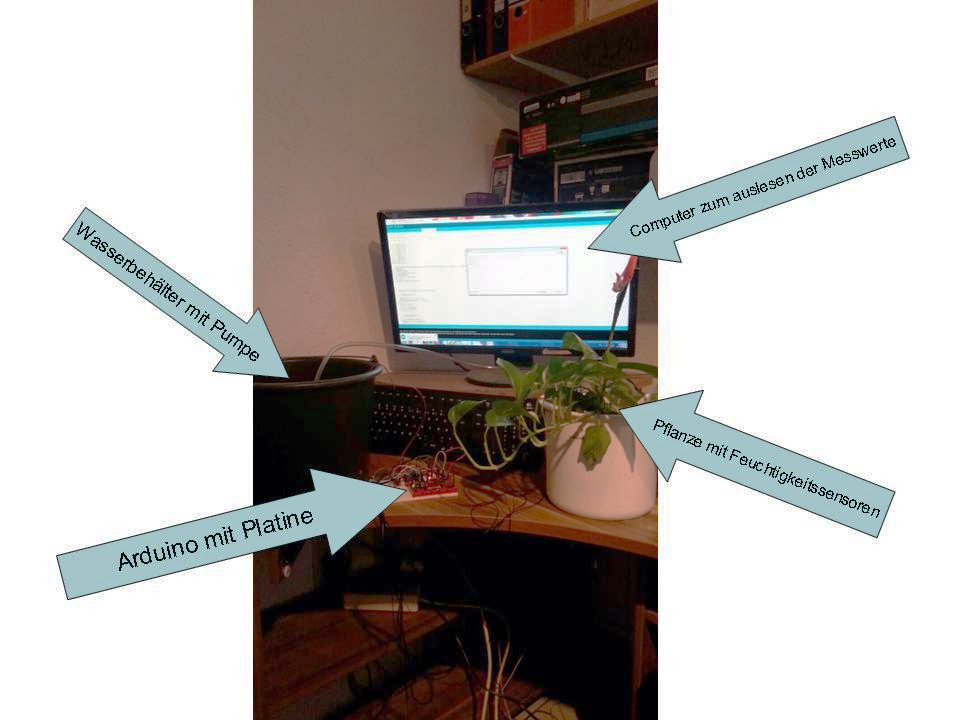 Computer zum auslesen der Messwerte
Wasserbehälter mit Pumpe
Pflanze mit Feuchtigkeitssensoren
Arduino mit Platine